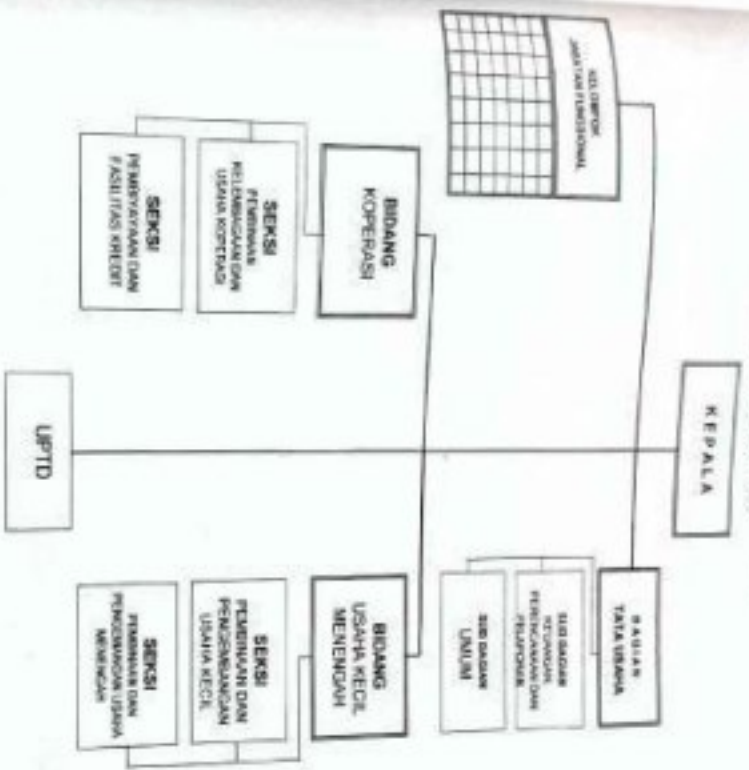 KEPALA
KELOMPOK
JABATAN FUNGSIONAL
BAGIAN
TATA USAHA
SUB BAGIAN
KEUANGAN,
PERENCANAAN DAN
PELAPORAN
SUB BAGIAN
UMUM
BIDANG
KOPERASI
SEKSI
PEMBINAAN
KELEMBAGAAN DAN
USAHA KOPERASI
SEKSI
PEMBIYAYAAN DAN
FASILITAS KREDIT
BIDANG
USAHA KECIL
MENENGAH
SEKSI
PEMBINAAN DAN
PENGEMBANGAN
USAHA KECIL
SEKSI
PEMBINAAN DAN
PENGEMBANGAN USAHA
MENENGAH
UPTD